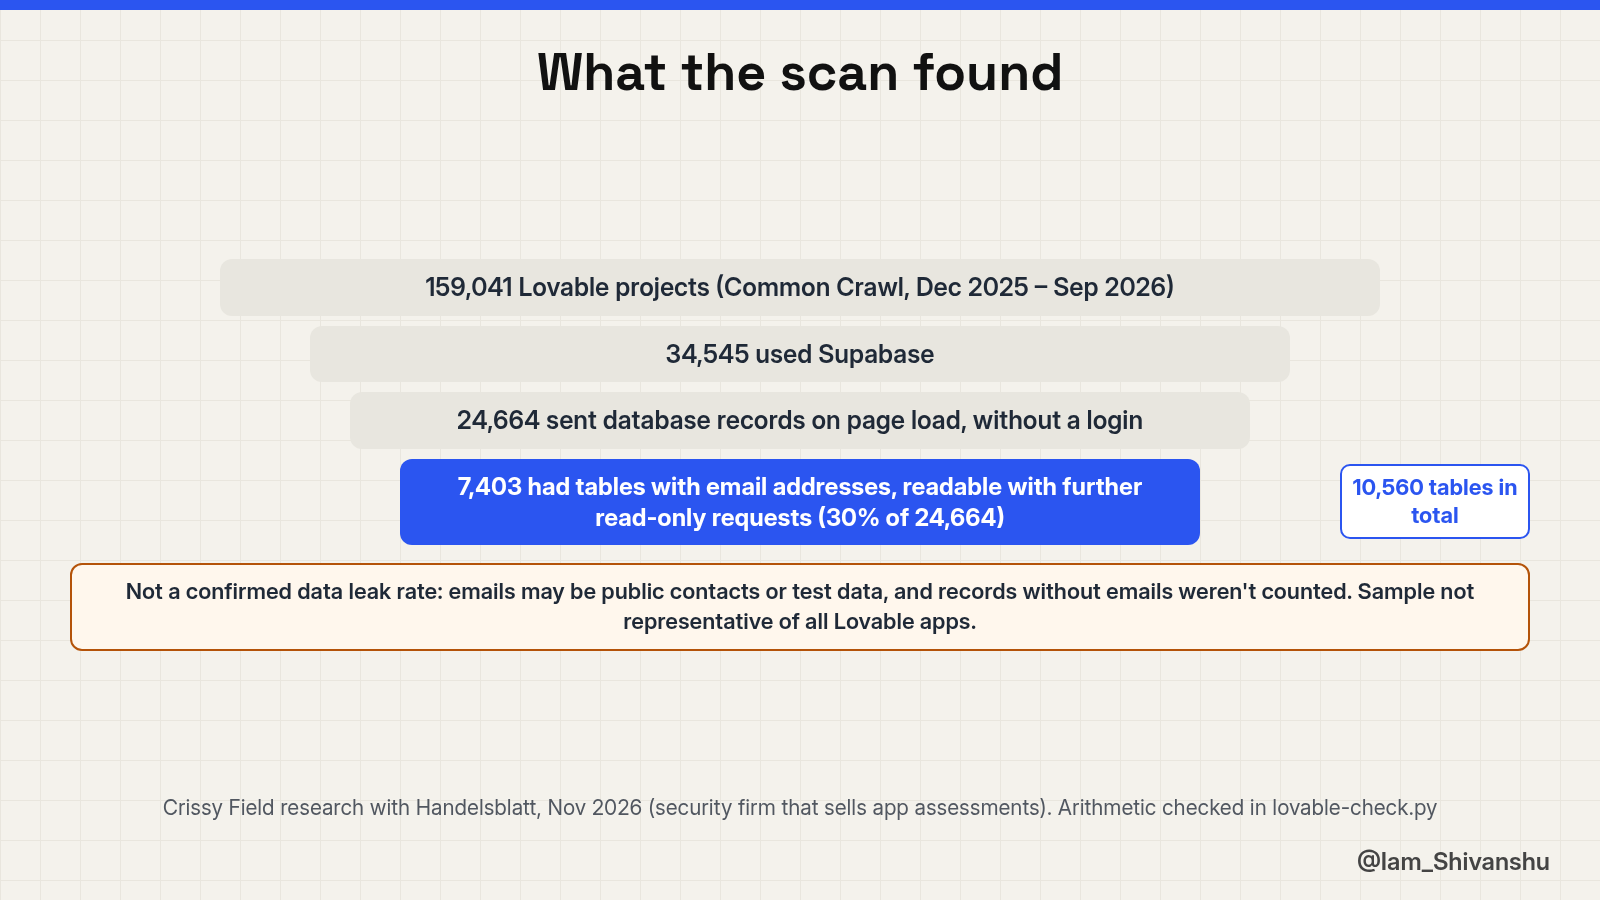 What the scan found
159,041 Lovable projects (Common Crawl, Dec 2025 – Sep 2026)
34,545 used Supabase
24,664 sent database records on page load, without a login
7,403 had tables with email addresses, readable with further
read-only requests (30% of 24,664)
10,560 tables in
total
Not a confirmed data leak rate: emails may be public contacts or test data, and records without emails weren't counted. Sample not
representative of all Lovable apps.
Crissy Field research with Handelsblatt, Nov 2026 (security firm that sells app assessments). Arithmetic checked in lovable-check.py
@Iam_Shivanshu